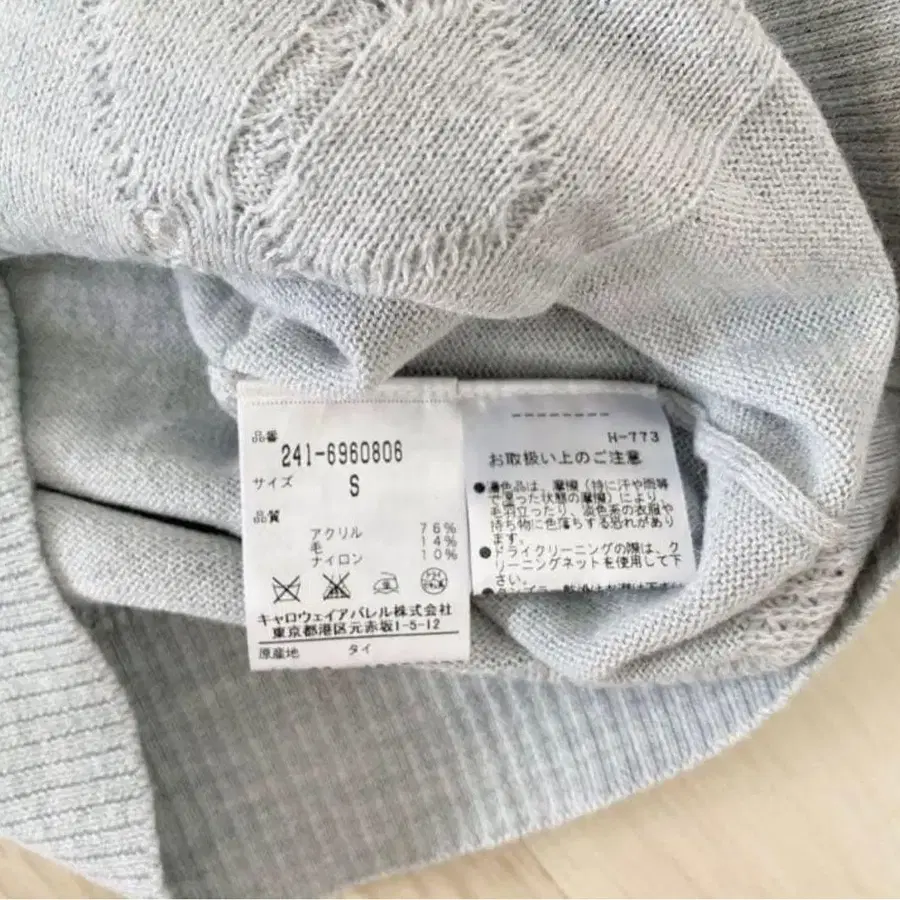 品番
241-6960806
サイズ
S
品質
アクリル 76%
毛 14%
ナイロン 10%
キャロウェイアパレル株式会社
東京都港区元赤坂1-5-12
原産地 タイ
H-773
お取扱い上のご注意
●着色品は、摩擦(特に汗や雨等
で湿った状態の摩擦)により、
毛羽立ったり、淡色系の衣服や
持ち物に色落ちする恐れがあり
ます。
●ドライクリーニングの際は、ク
リーニングネットを使用して下
さい。